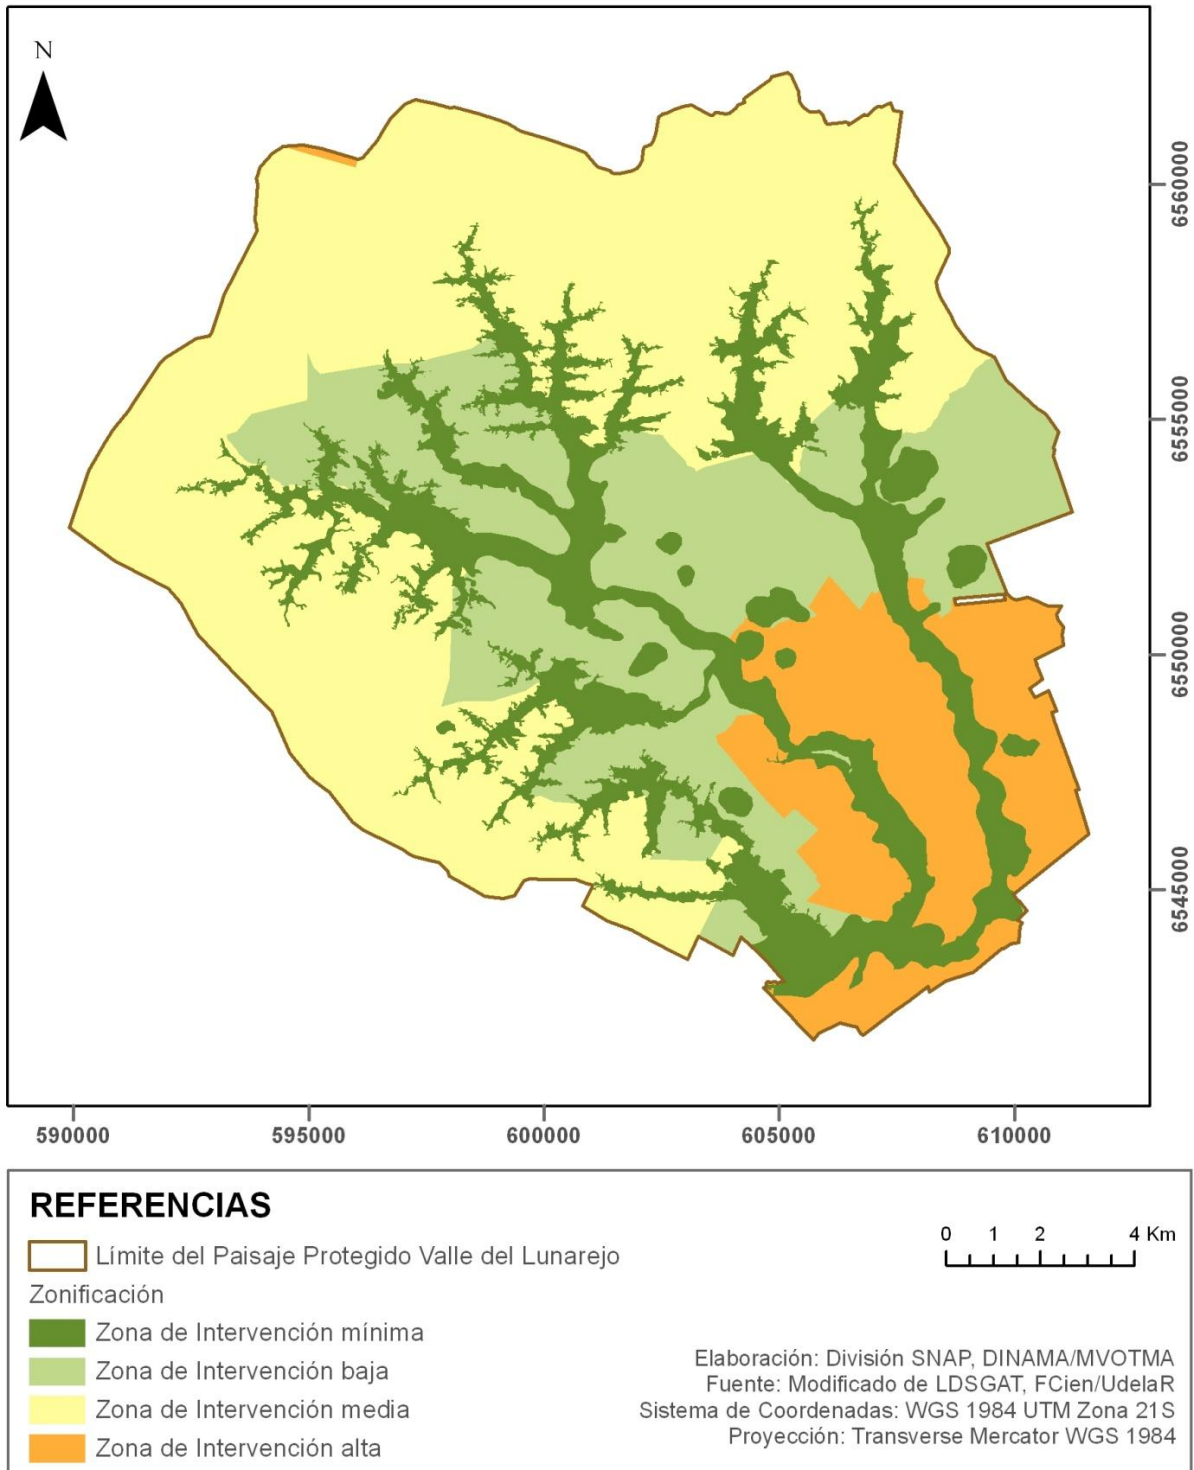 N
6560000
6555000
6550000
6545000
590000
595000
600000
605000
610000
REFERENCIAS
Límite del Paisaje Protegido Valle del Lunarejo
0 1 2 4 Km
Zonificación
Zona de Intervención mínima
Zona de Intervención baja
Zona de Intervención media
Zona de Intervención alta
Elaboración: División SNAP, DINAMA/MVOTMA
Fuente: Modificado de LDSGAT, FCien/UdelaR
Sistema de Coordenadas: WGS 1984 UTM Zona 21S
Proyección: Transverse Mercator WGS 1984